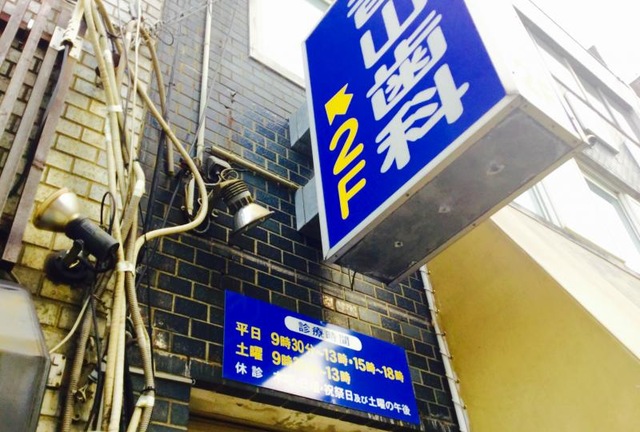 山歯科
2F
診療時間
平日 9時30分~13時・15時~18時
土曜 9時 ~13時
休診 ・祝祭日及び土曜の午後